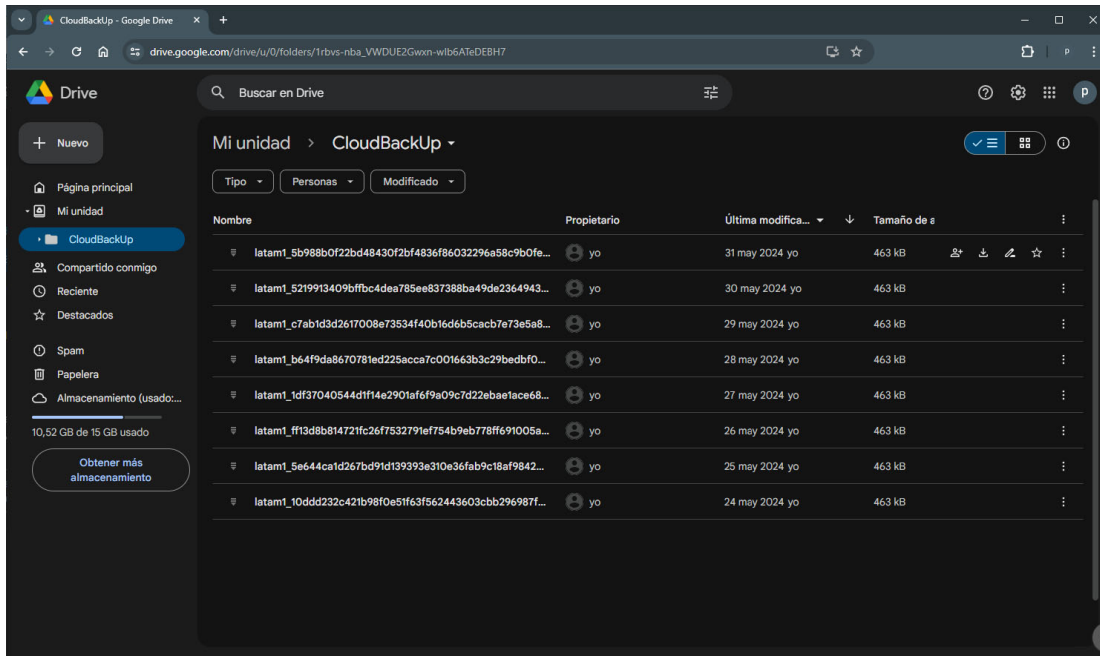 CloudBackUp - Google Drive
drive.google.com/drive/u/0/folders/1rbvs-nba_VWDUE2Gwxn-wIb6ATeDEBH7
P
Drive
Buscar en Drive
p
Nuevo
Mi unidad > CloudBackUp
Tipo Personas Modificado
Página principal
Mi unidad
CloudBackUp
Compartido conmigo
Reciente
Destacados
Spam
Papelera
Almacenamiento (usado:...
10,52 GB de 15 GB usado
Obtener más
almacenamiento
Nombre Propietario Última modifica... Tamaño de a
latam1_5b988b0f22bd48430f2bf4836f86032296a58c9b0fe... yo 31 may 2024 yo 463 kB
latam1_5219913409bffbc4dea785ee837388ba49de2364943... yo 30 may 2024 yo 463 kB
latam1_c7ab1d3d2617008e73534f40b16d6b5cacb7e73e5a8... yo 29 may 2024 yo 463 kB
latam1_b64f9da8670781ed225acca7c001663b3c29bedbf0... yo 28 may 2024 yo 463 kB
latam1_1df37040544d1f14e2901af6f9a09c7d22ebae1ace68... yo 27 may 2024 yo 463 kB
latam1_ff13d8b814721fc26f7532791ef754b9eb778ff691005a... yo 26 may 2024 yo 463 kB
latam1_5e644ca1d267bd91d139393e310e36fab9c18af9842... yo 25 may 2024 yo 463 kB
latam1_10ddd232c421b98f0e51f63f562443603cbb296987f... yo 24 may 2024 yo 463 kB